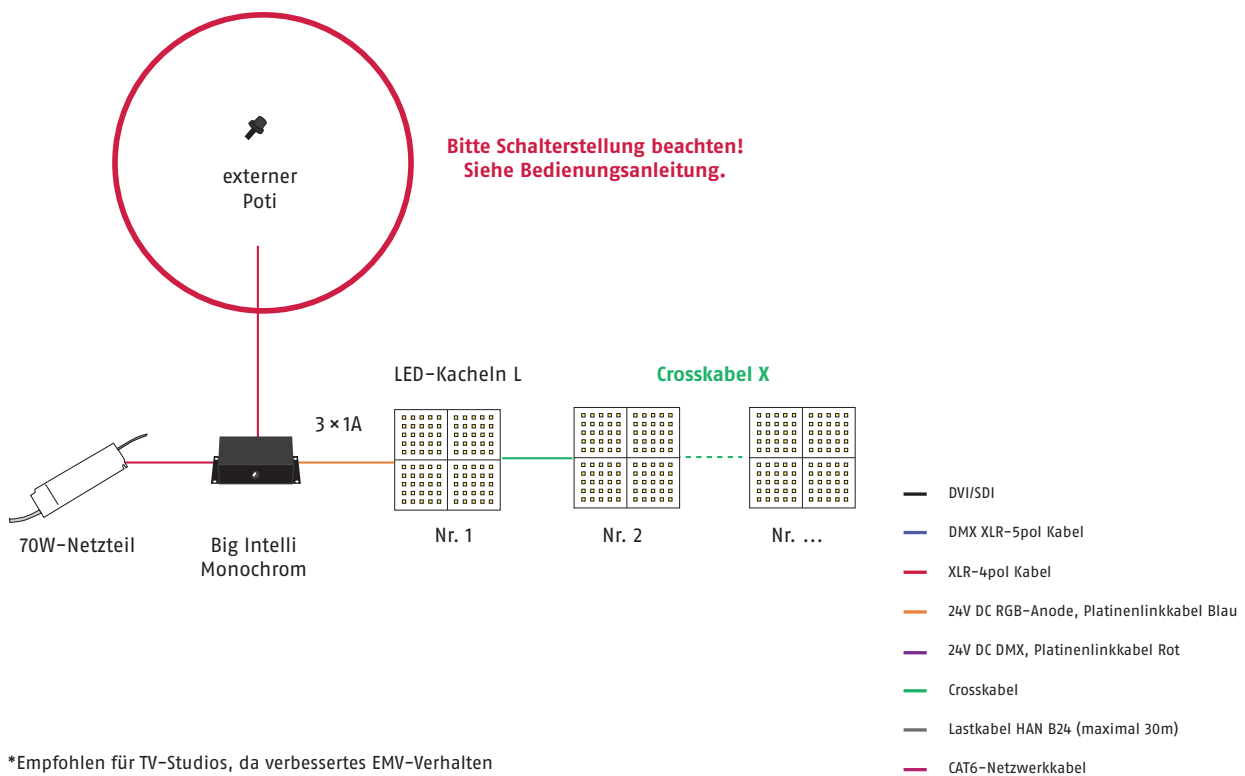 externer
Poti
Bitte Schalterstellung beachten!
Siehe Bedienungsanleitung.
LED-Kacheln L
Crosskabel X
3 × 1A
70W-Netzteil
Big Intelli
Monochrom
Nr. 1
Nr. 2
Nr. ...
DVI/SDI
DMX XLR-5pol Kabel
XLR-4pol Kabel
24V DC RGB-Anode, Platinenlinkkabel Blau
24V DC DMX, Platinenlinkkabel Rot
Crosskabel
Lastkabel HAN B24 (maximal 30m)
CAT6-Netzwerkkabel
*Empfohlen für TV-Studios, da verbessertes EMV-Verhalten